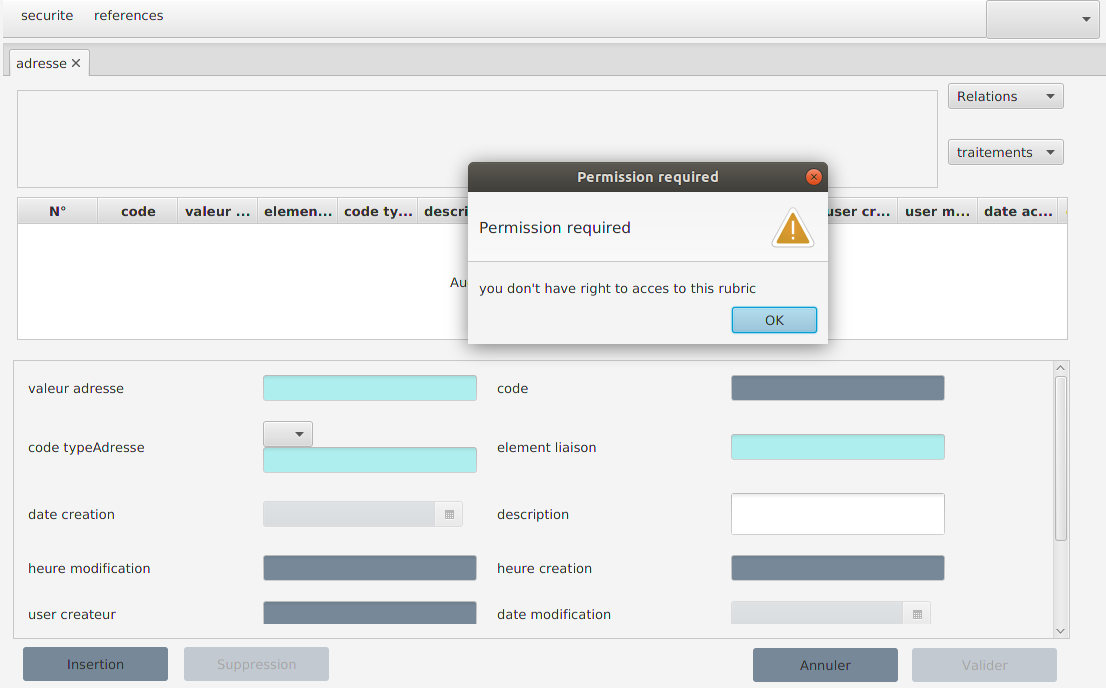 securite references
adresse
Relations
traitements
Permission required
N° code valeur ... elemen... code ty... descri user cr... user m... date ac...
Permission required
Au
you don't have right to acces to this rubric
OK
valeur adresse code
code typeAdresse element liaison
date creation description
heure modification heure creation
user createur date modification
Insertion Suppression Annuler Valider